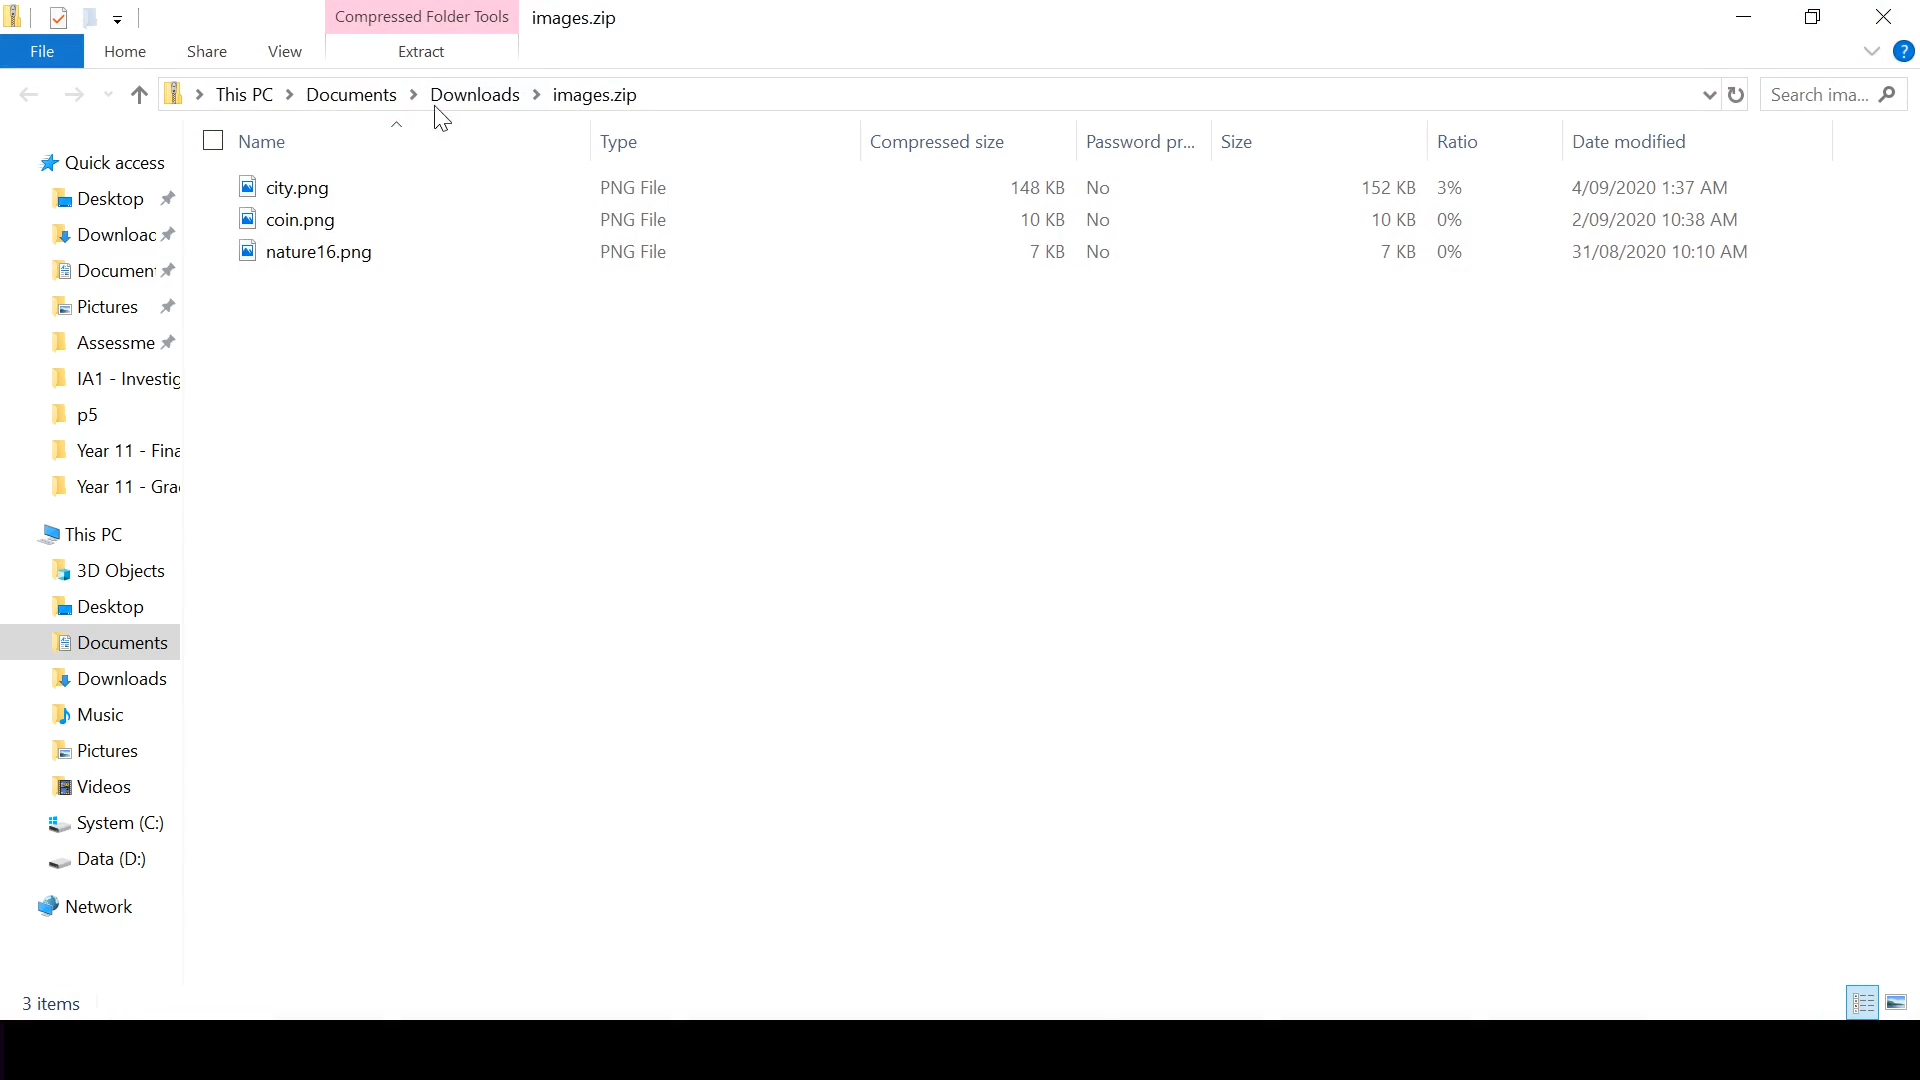 Compressed Folder Tools images.zip
File Home Share View Extract
This PC Documents Downloads images.zip Search ima...
Name Type Compressed size Password pr... Size Ratio Date modified
city.png PNG File 148 KB No 152 KB 3% 4/09/2020 1:37 AM
coin.png PNG File 10 KB No 10 KB 0% 2/09/2020 10:38 AM
nature16.png PNG File 7 KB No 7 KB 0% 31/08/2020 10:10 AM
Quick access
Desktop
Downloac
Document
Pictures
Assessme
IA1 - Investig
p5
Year 11 - Fina
Year 11 - Grad
This PC
3D Objects
Desktop
Documents
Downloads
Music
Pictures
Videos
System (C:)
Data (D:)
Network
3 items